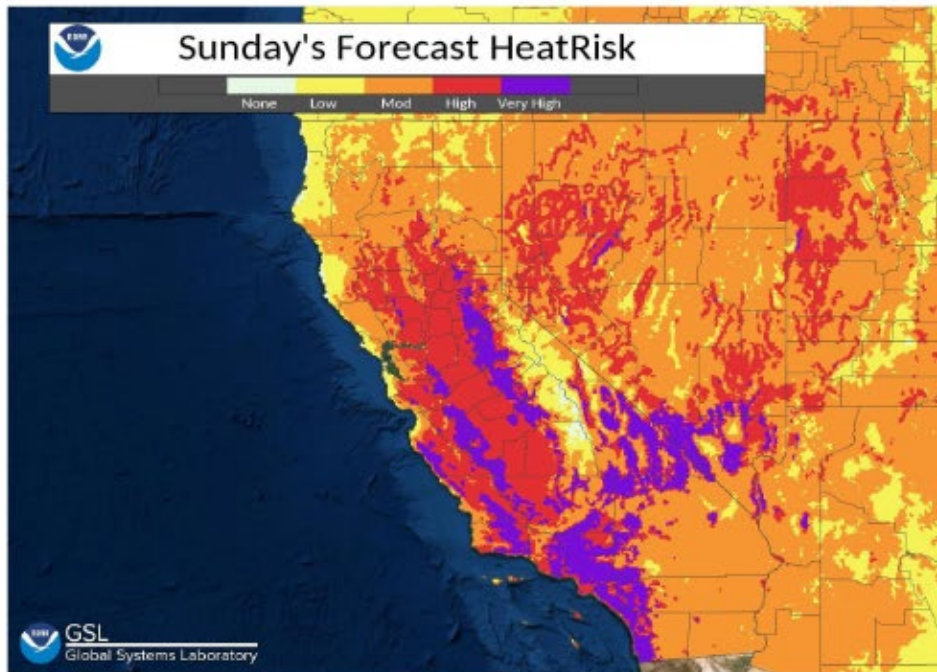 Sunday's Forecast HeatRisk
None Low Mod High Very High
GSL
Global Systems Laboratory